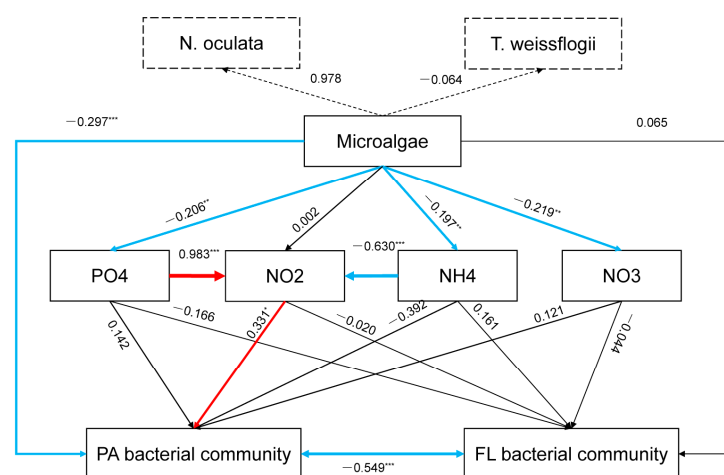 N. oculata
T. weissflogii
0.978
−0.064
−0.297***
Microalgae
0.065
−0.206**
0.002
−0.197**
−0.219**
PO4
0.983***
NO2
−0.630***
NH4
NO3
0.142
−0.166
0.331*
−0.020
−0.392
0.161
0.121
−0.044
PA bacterial community
−0.549***
FL bacterial community